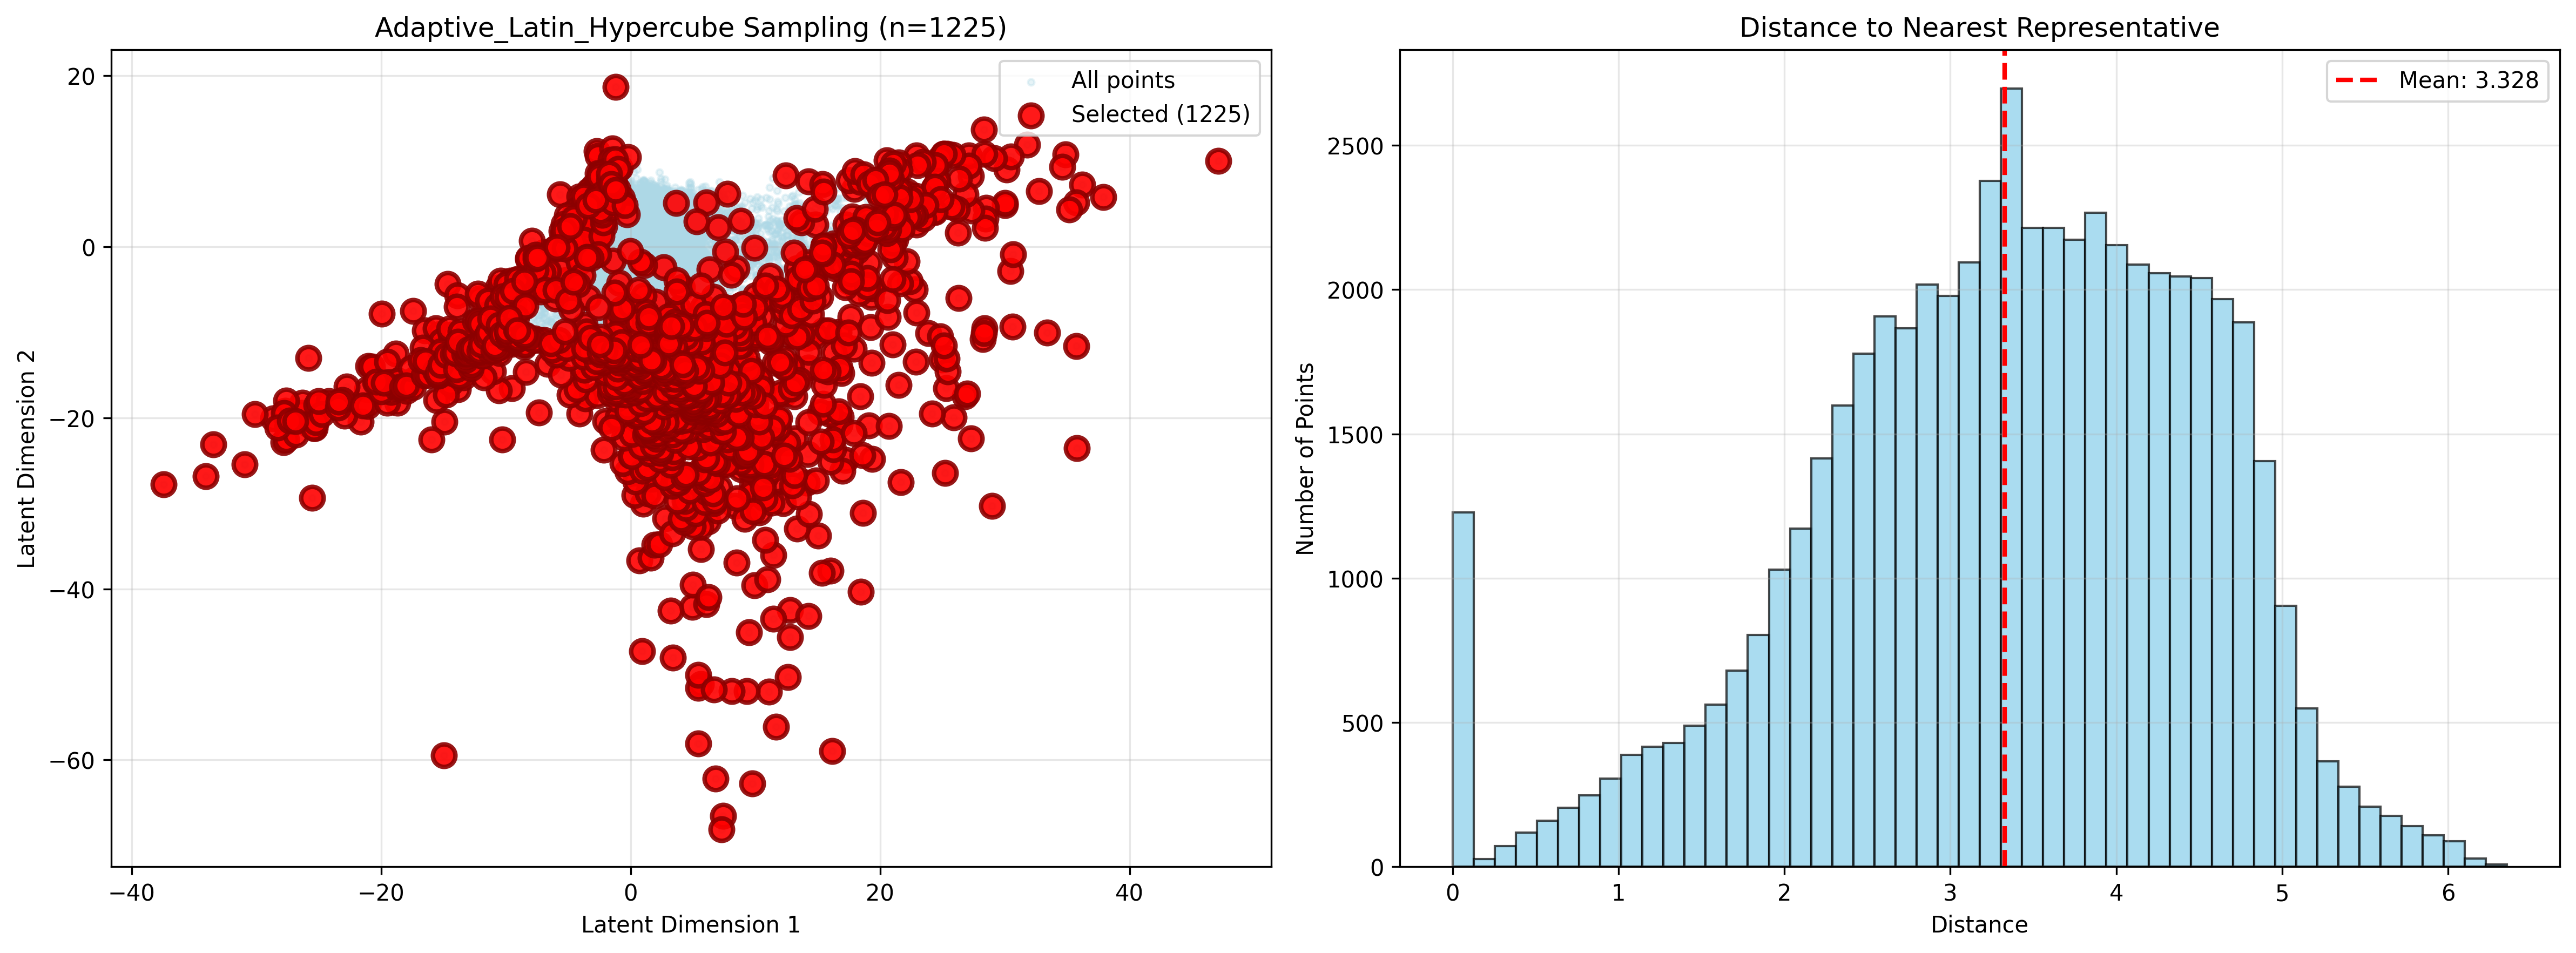 Adaptive_Latin_Hypercube Sampling (n=1225)
All points
Selected (1225)
20
0
−20
−40
−60
Latent Dimension 2
−40
−20
0
20
40
Latent Dimension 1
Distance to Nearest Representative
Mean: 3.328
2500
2000
1500
1000
500
0
Number of Points
0
1
2
3
4
5
6
Distance